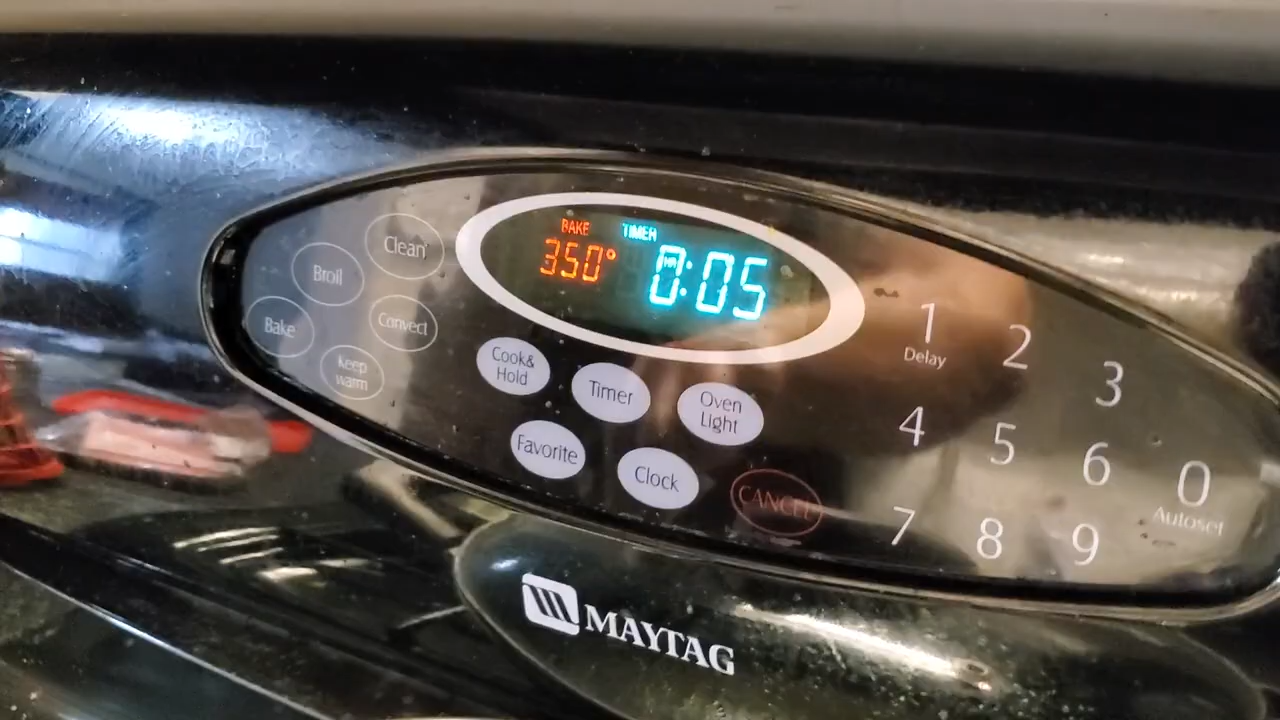 BAKE TIMER
350° HR 0:05
Clean
Broil
Bake
Convect
Keep
warm
Cook&
Hold
Timer
Oven
Light
Favorite
Clock
CANCEL
1
Delay
2
3
4
5
6
7
8
9
0
Autoset
MAYTAG